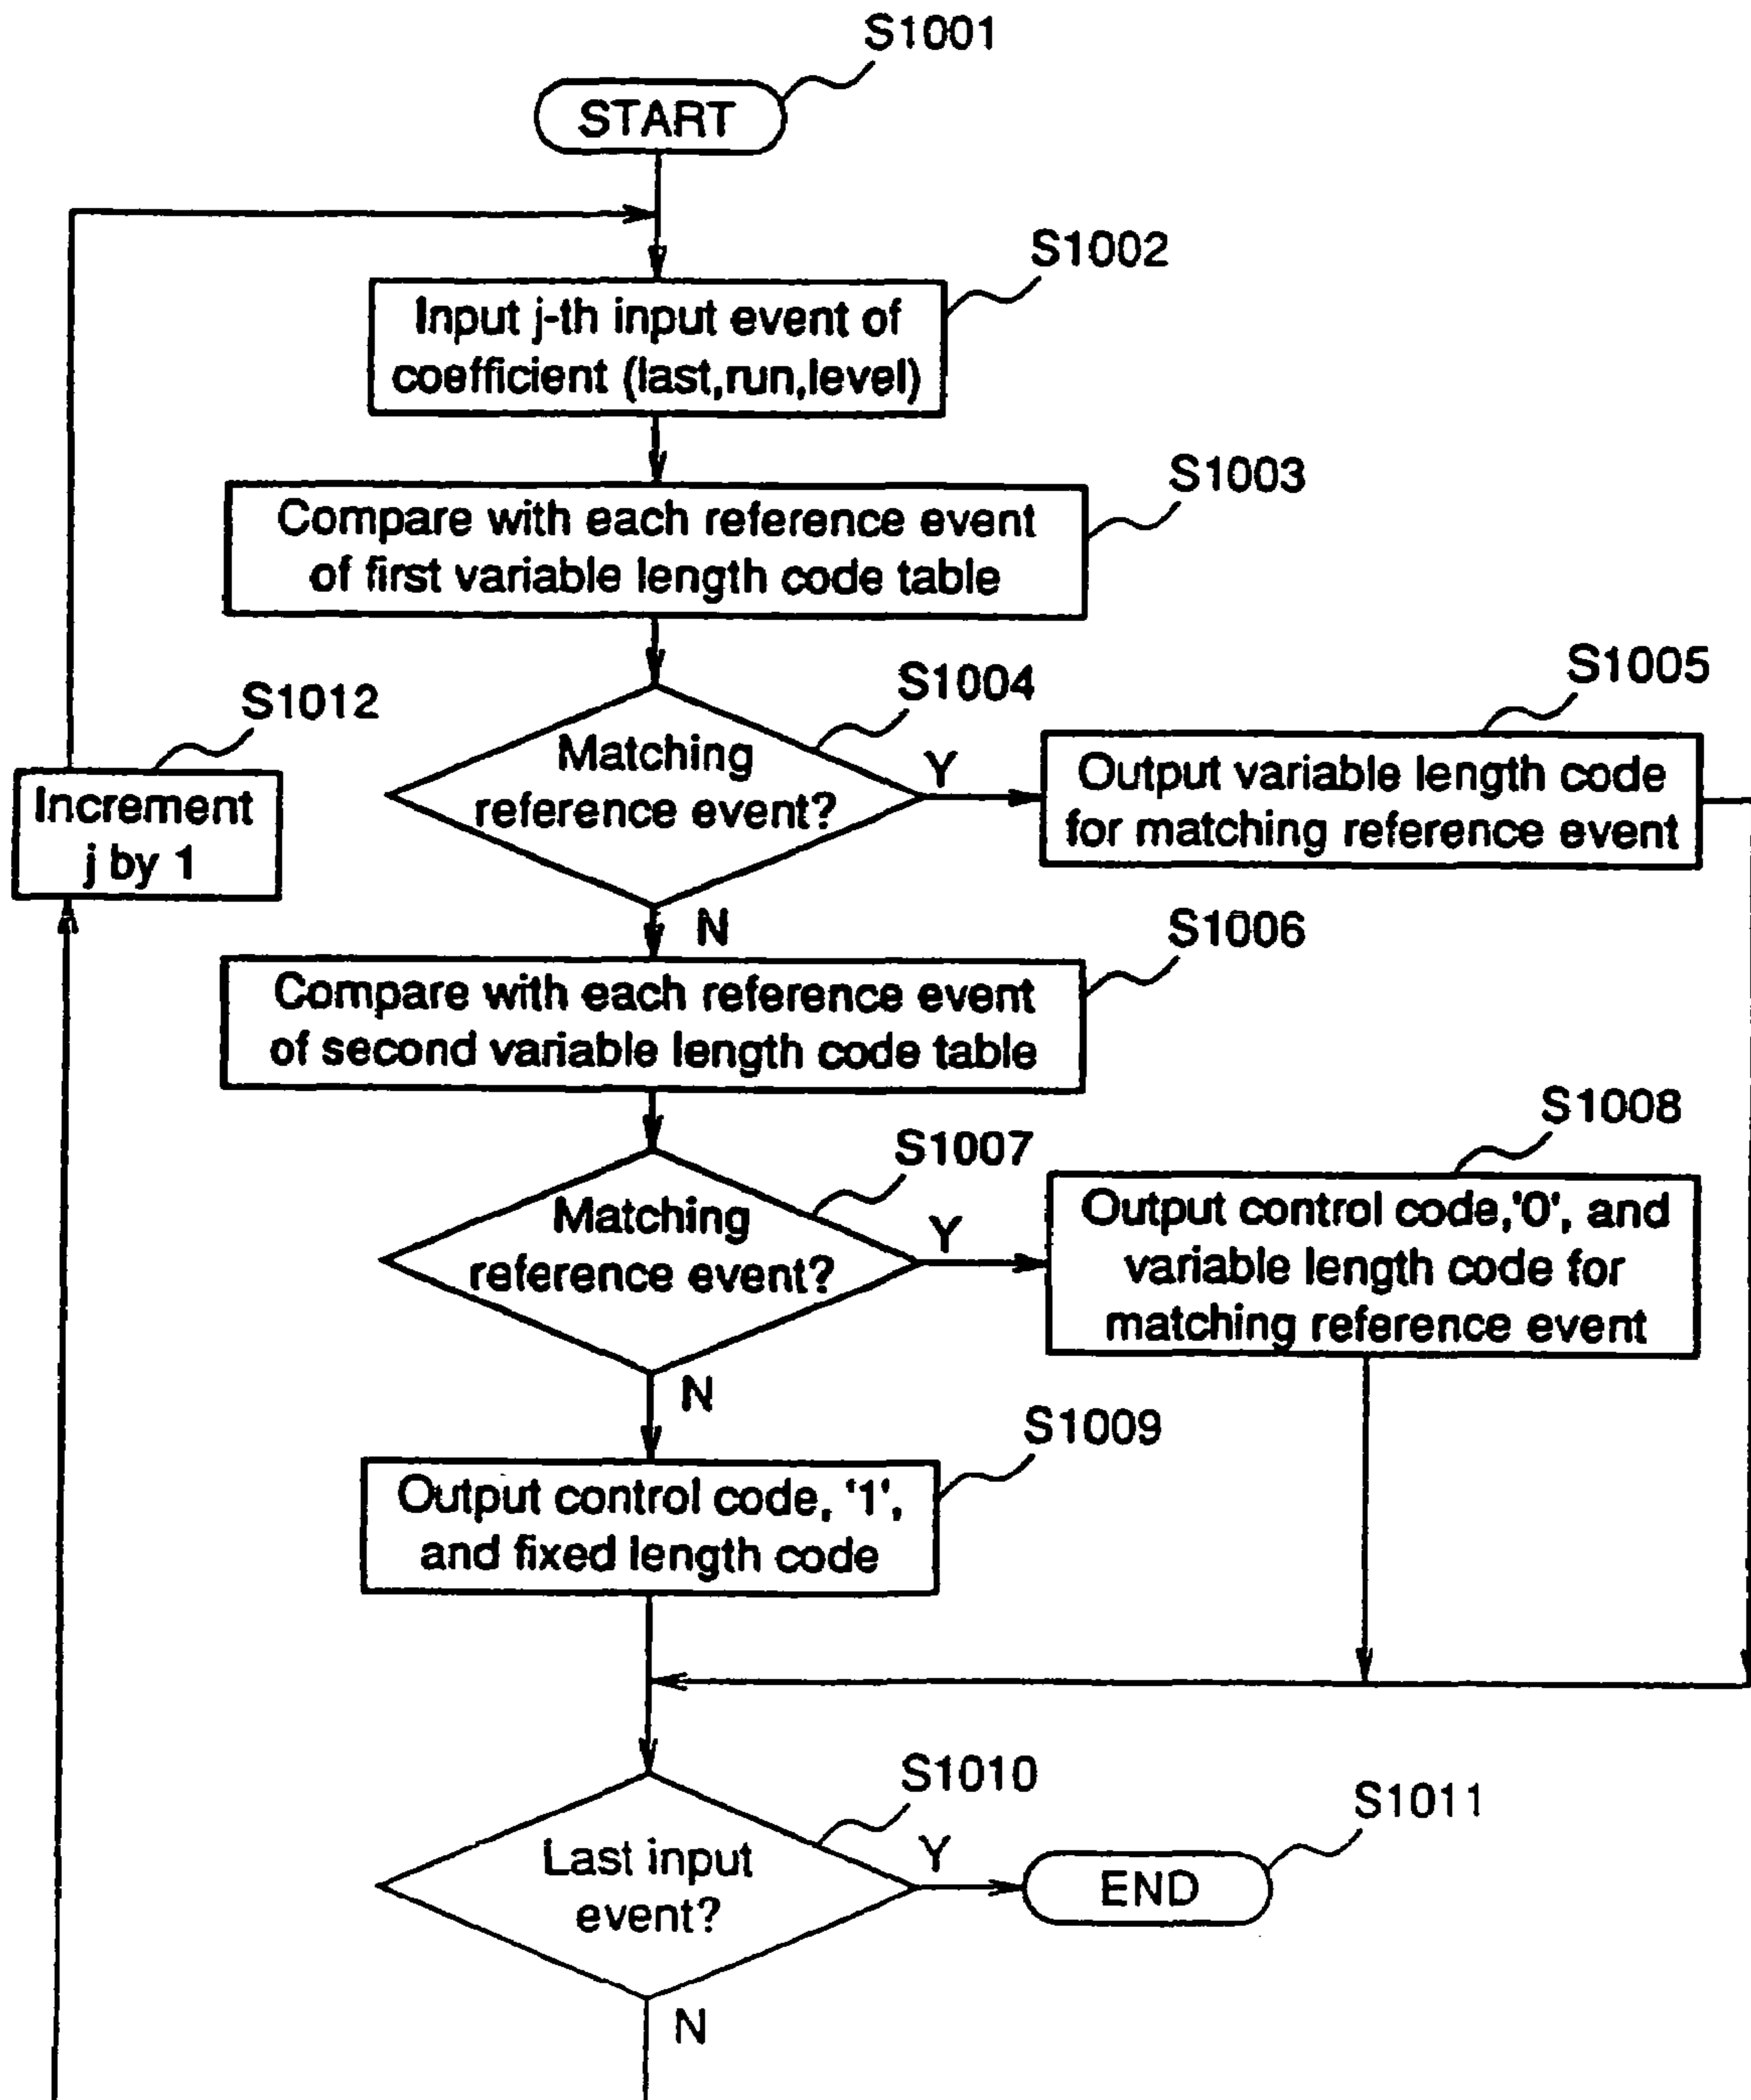 S1001
START
S1002
Input j-th input event of
coefficient (last,run,level)
S1003
Compare with each reference event
of first variable length code table
S1004
Matching
reference event?
Y
S1005
Output variable length code
for matching reference event
S1012
Increment
j by 1
N
S1006
Compare with each reference event
of second variable length code table
S1007
Matching
reference event?
Y
S1008
Output control code,'0', and
variable length code for
matching reference event
N
S1009
Output control code, '1',
and fixed length code
S1010
Last input
event?
Y
S1011
END
N